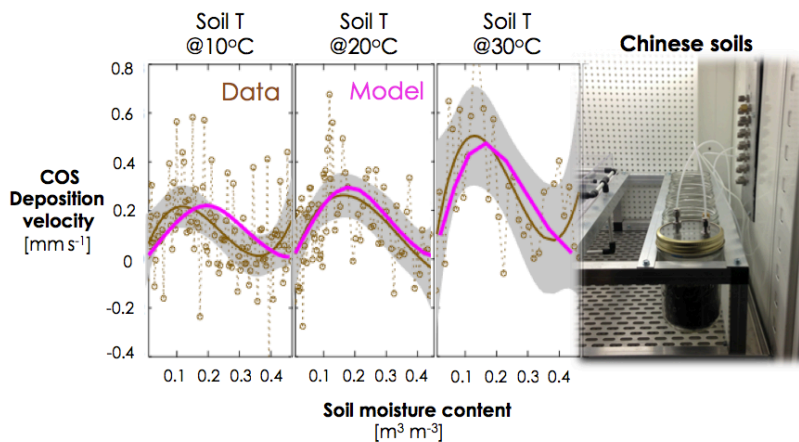 Soil T
@10°C
Soil T
@20°C
Soil T
@30°C
Chinese soils
Data
Model
COS
Deposition
velocity
[mm s-1]
0.8
0.6
0.4
0.2
0
-0.2
-0.4
0.1 0.2 0.3 0.4
0.1 0.2 0.3 0.4
0.1 0.2 0.3 0.4
Soil moisture content
[m3 m-3]